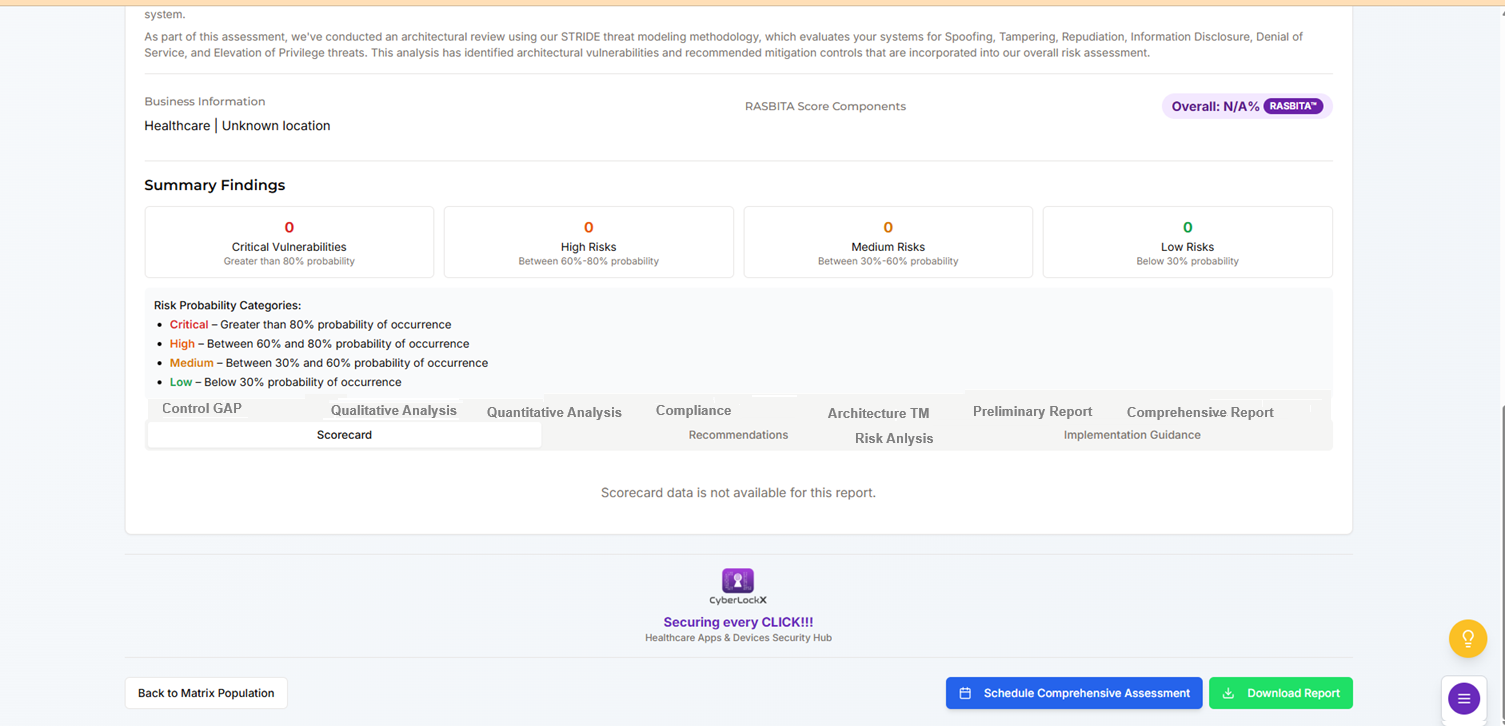 system.
As part of this assessment, we've conducted an architectural review using our STRIDE threat modeling methodology, which evaluates your systems for Spoofing, Tampering, Repudiation, Information Disclosure, Denial of
Service, and Elevation of Privilege threats. This analysis has identified architectural vulnerabilities and recommended mitigation controls that are incorporated into our overall risk assessment.
Business Information
Healthcare | Unknown location
RASBITA Score Components
Overall: N/A% RASBITA™
Summary Findings
0
Critical Vulnerabilities
Greater than 80% probability
0
High Risks
Between 60%-80% probability
0
Medium Risks
Between 30%-60% probability
0
Low Risks
Below 30% probability
Risk Probability Categories:
• Critical – Greater than 80% probability of occurrence
• High – Between 60% and 80% probability of occurrence
• Medium – Between 30% and 60% probability of occurrence
• Low – Below 30% probability of occurrence
Control GAP Qualitative Analysis Quantitative Analysis Compliance Architecture TM Preliminary Report Comprehensive Report
Scorecard Recommendations Risk Anlysis Implementation Guidance
Scorecard data is not available for this report.
CyberLockX
Securing every CLICK!!!
Healthcare Apps & Devices Security Hub
Back to Matrix Population
Schedule Comprehensive Assessment
Download Report